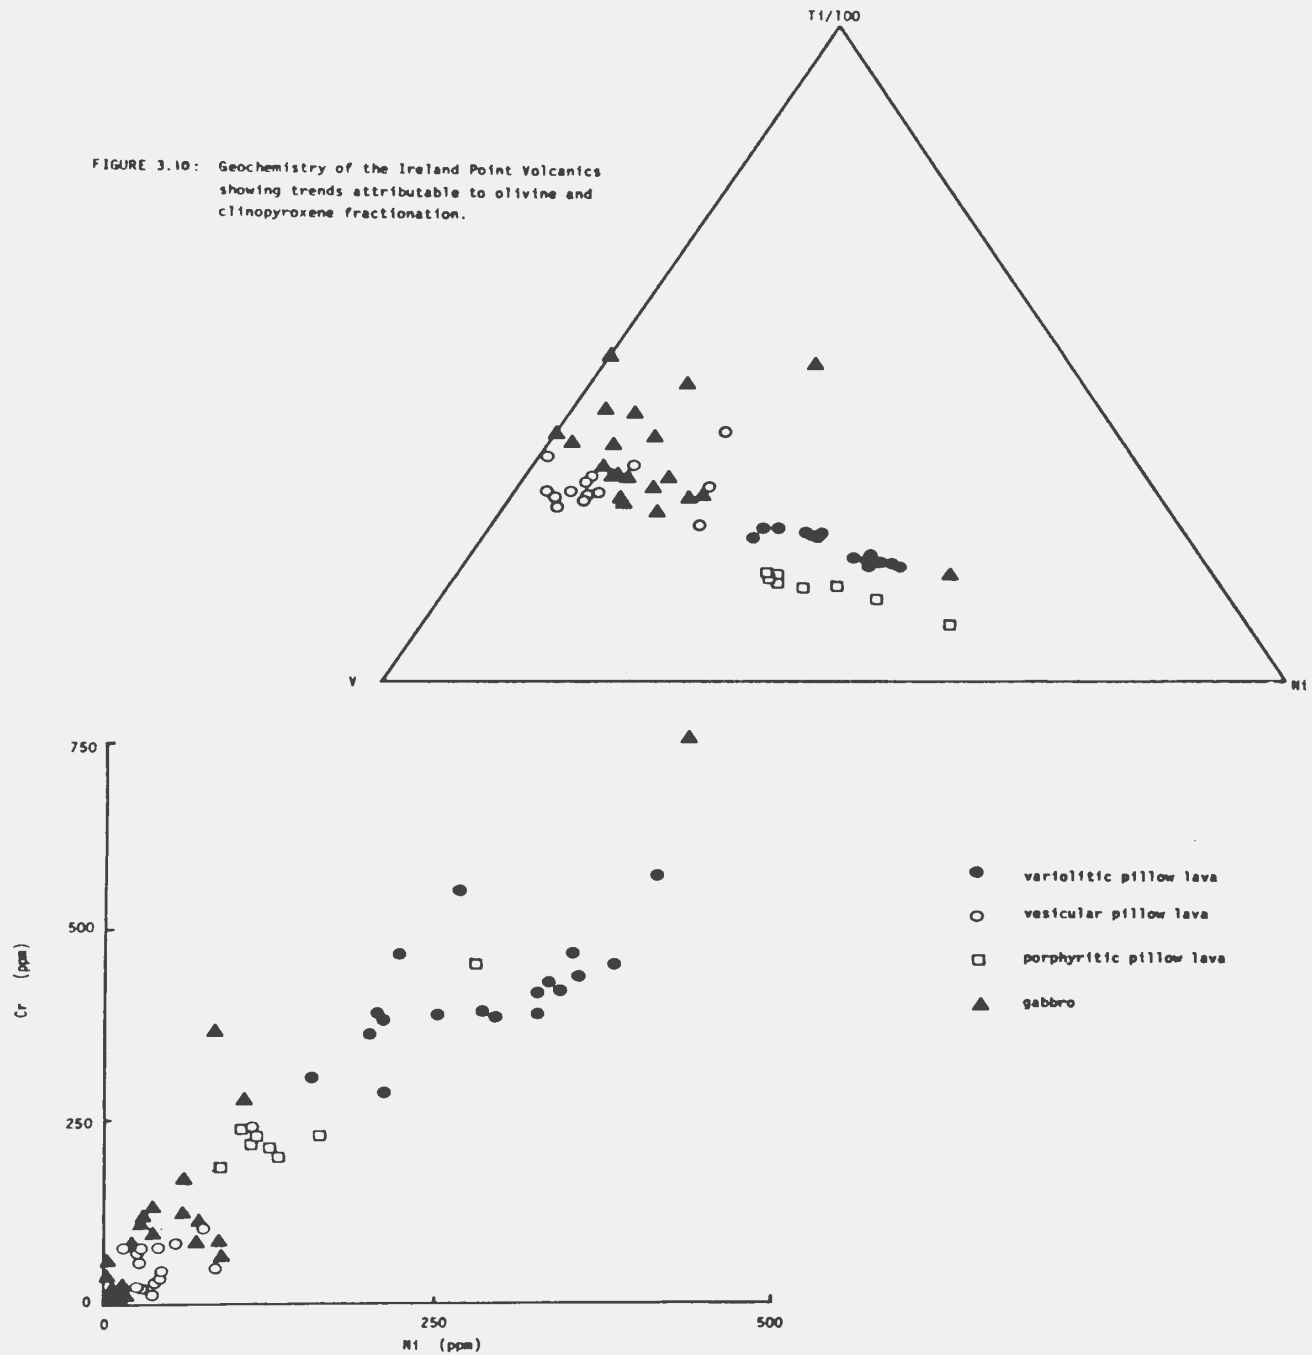 Ti/100
FIGURE 3.10: Geochemistry of the Ireland Point Volcanics
showing trends attributable to olivine and
clinopyroxene fractionation.
V
Ni
750
500
250
0
Cr (ppm)
0
250
500
Ni (ppm)
variolitic pillow lava
vesicular pillow lava
porphyritic pillow lava
gabbro